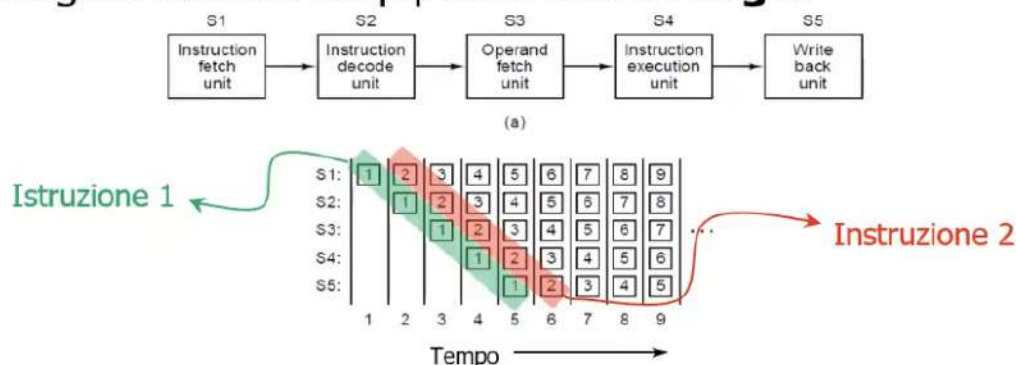 S1 S2 S3 S4 S5
Instruction fetch unit
Instruction decode unit
Operand fetch unit
Instruction execution unit
Write back unit
(a)
Istruzione 1
S1: 1 2 3 4 5 6 7 8 9
S2: 1 2 3 4 5 6 7 8
S3: 1 2 3 4 5 6 7 ...
S4: 1 2 3 4 5 6
S5: 1 2 3 4 5
Instruzione 2
1 2 3 4 5 6 7 8 9
Tempo